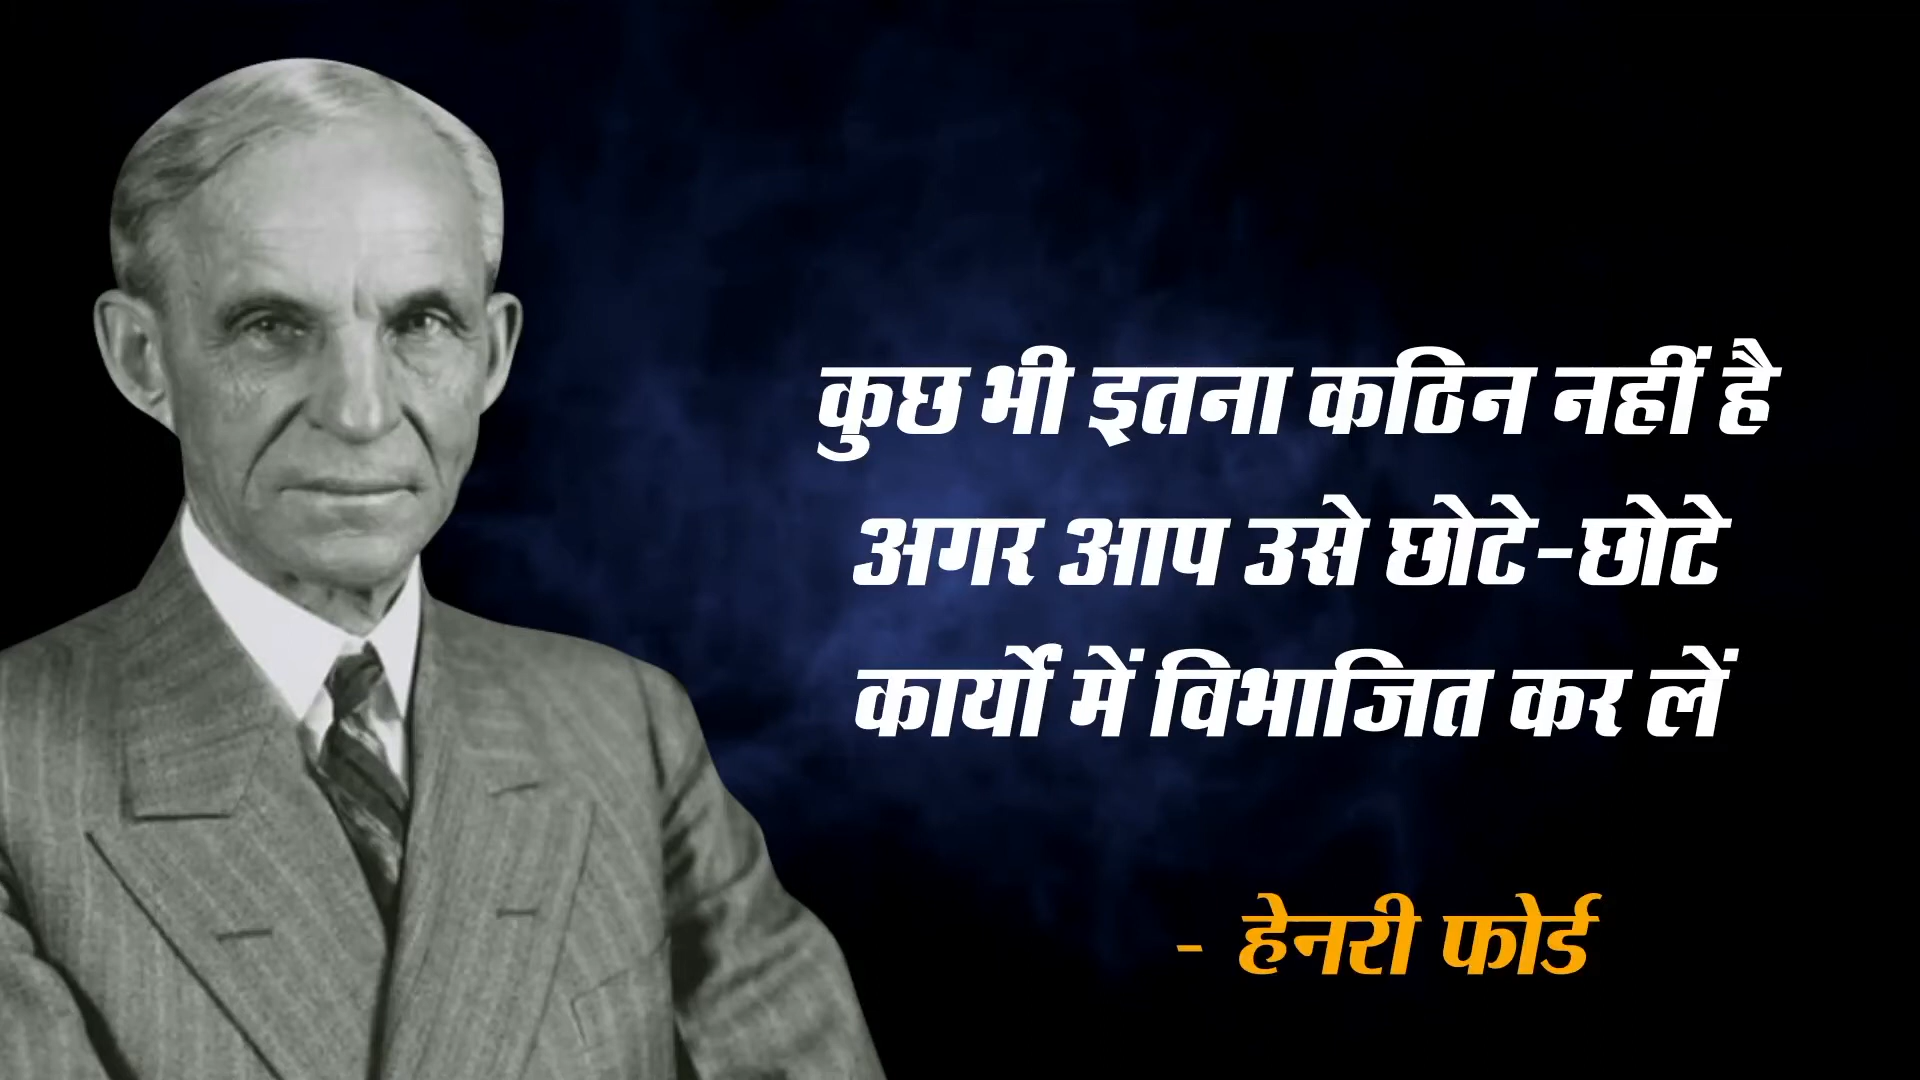 कुछ भी इतना कठिन नहीं है
अगर आप उसे छोटे-छोटे
कार्यों में विभाजित कर लें
- हेनरी फोर्ड